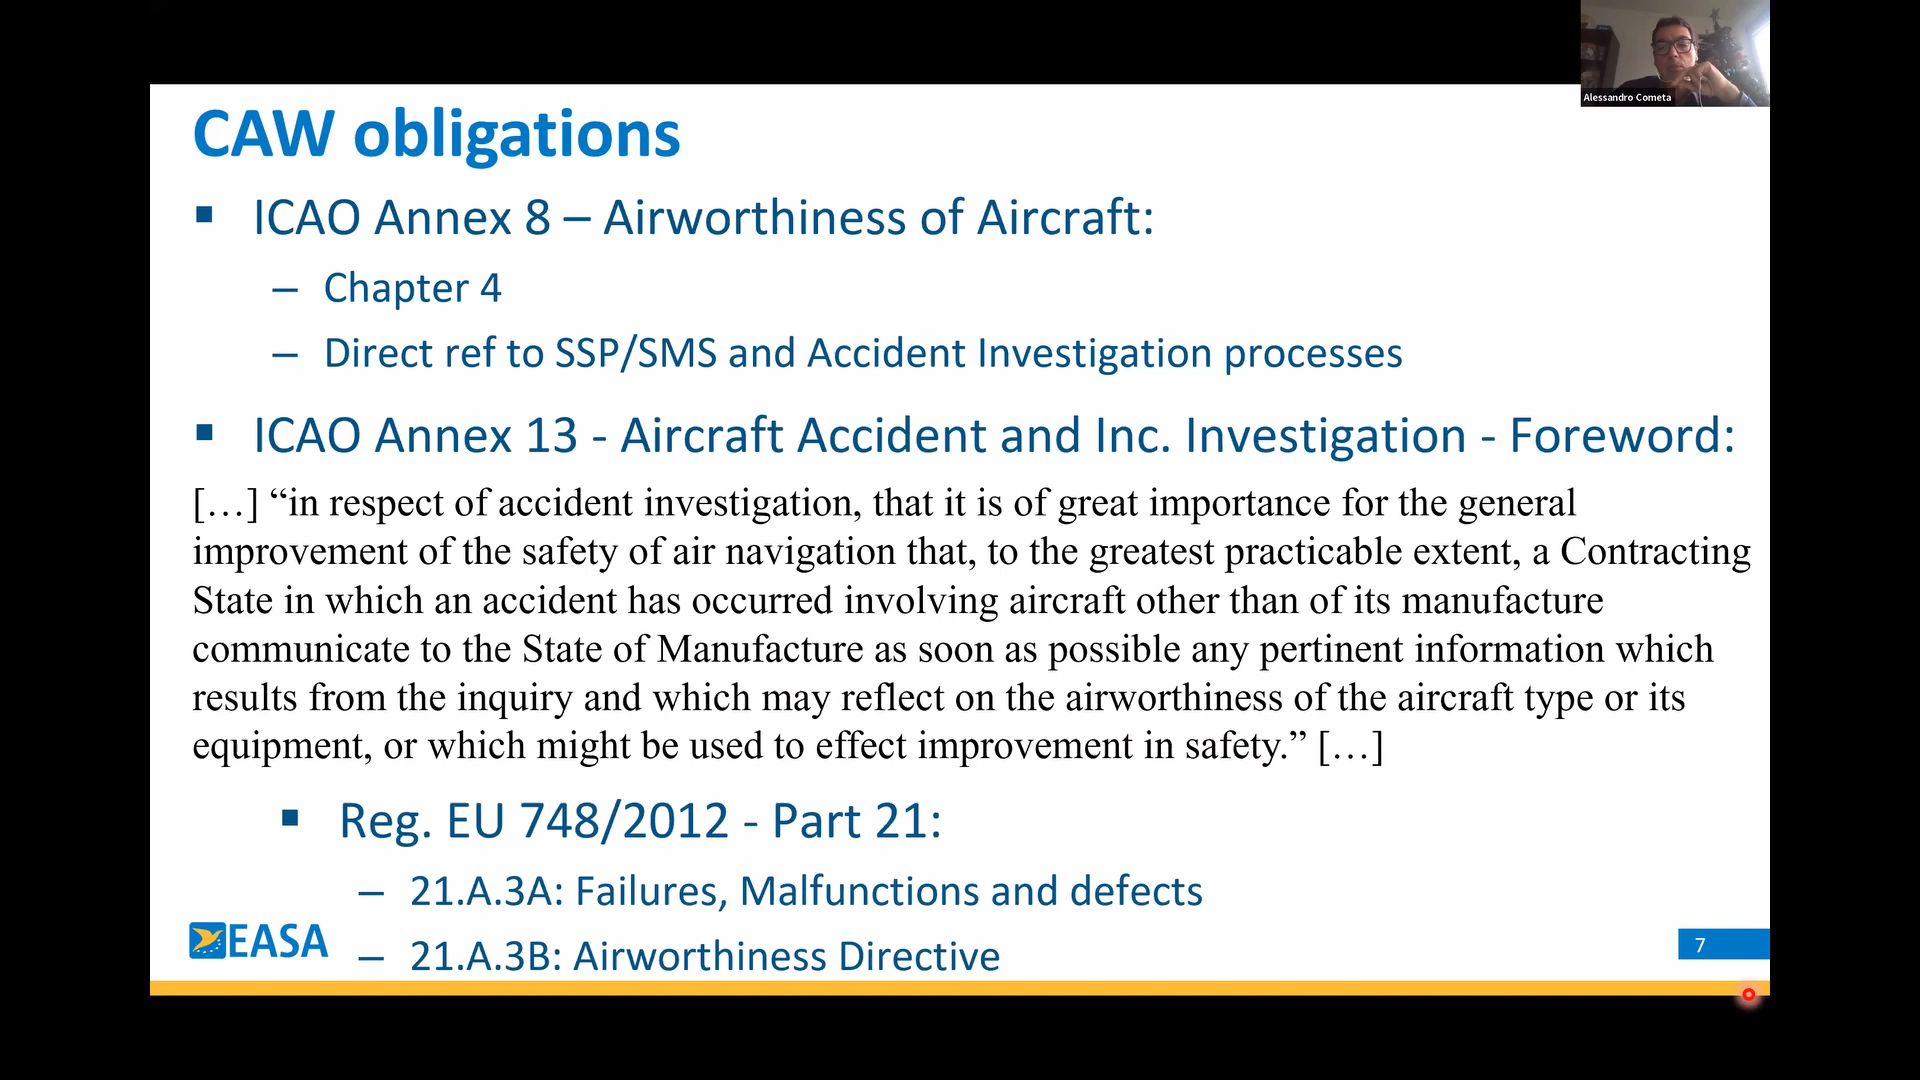 Alessandro Cometa
CAW obligations
▪ ICAO Annex 8 – Airworthiness of Aircraft:
– Chapter 4
– Direct ref to SSP/SMS and Accident Investigation processes
▪ ICAO Annex 13 - Aircraft Accident and Inc. Investigation - Foreword:
[…] “in respect of accident investigation, that it is of great importance for the general
improvement of the safety of air navigation that, to the greatest practicable extent, a Contracting
State in which an accident has occurred involving aircraft other than of its manufacture
communicate to the State of Manufacture as soon as possible any pertinent information which
results from the inquiry and which may reflect on the airworthiness of the aircraft type or its
equipment, or which might be used to effect improvement in safety.” […]
▪ Reg. EU 748/2012 - Part 21:
– 21.A.3A: Failures, Malfunctions and defects
– 21.A.3B: Airworthiness Directive
EASA
7